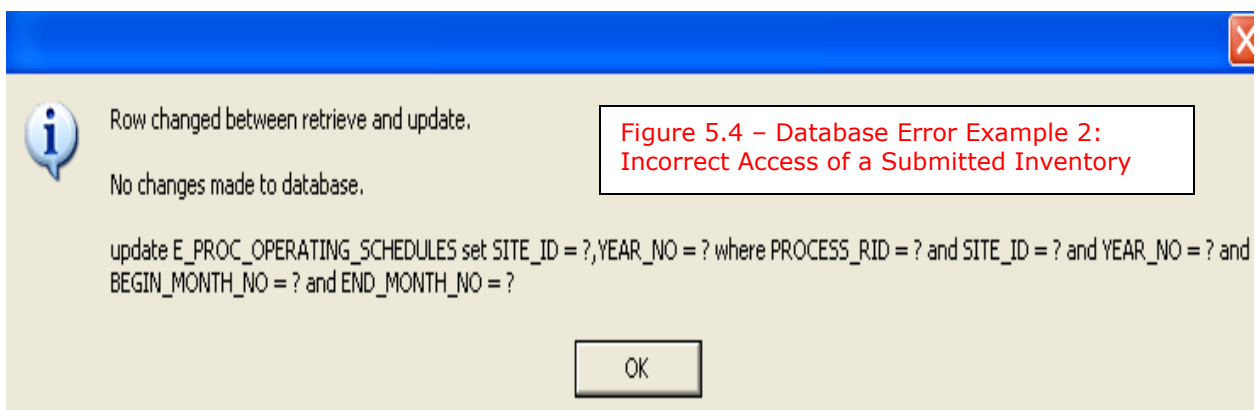 Row changed between retrieve and update.
Figure 5.4 – Database Error Example 2:
Incorrect Access of a Submitted Inventory
No changes made to database.
update E_PROC_OPERATING_SCHEDULES set SITE_ID = ?,YEAR_NO = ? where PROCESS_RID = ? and SITE_ID = ? and YEAR_NO = ? and
BEGIN_MONTH_NO = ? and END_MONTH_NO = ?
OK